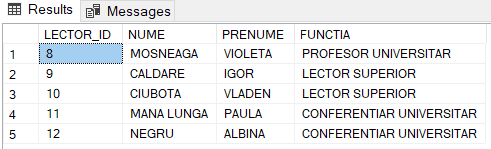 Results Messages
LECTOR_ID NUME PRENUME FUNCTIA
1 8 MOSNEAGA VIOLETA PROFESOR UNIVERSITAR
2 9 CALDARE IGOR LECTOR SUPERIOR
3 10 CIUBOTA VLADEN LECTOR SUPERIOR
4 11 MANA LUNGA PAULA CONFERENTIAR UNIVERSITAR
5 12 NEGRU ALBINA CONFERENTIAR UNIVERSITAR